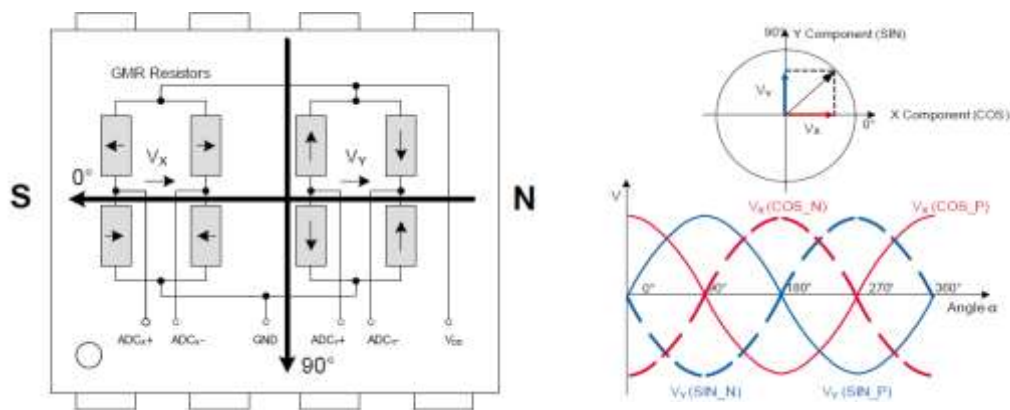 GMR Resistors
V_X
V_Y
0°
S
N
ADC_X+
ADC_X-
GND
ADC_Y+
ADC_Y-
V_DD
90°
90°
Y Component (SIN)
V_Y
X Component (COS)
V_X
0°
V
V_X (COS_N)
V_X (COS_P)
0°
90°
180°
270°
360°
Angle α
V_Y (SIN_N)
V_Y (SIN_P)